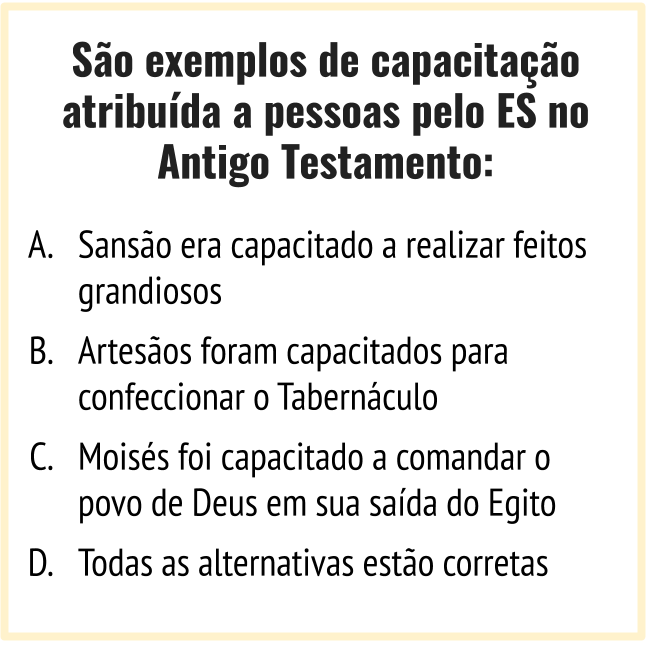 São exemplos de capacitação
atribuída a pessoas pelo ES no
Antigo Testamento:
A. Sansão era capacitado a realizar feitos
grandiosos
B. Artesãos foram capacitados para
confeccionar o Tabernáculo
C. Moisés foi capacitado a comandar o
povo de Deus em sua saída do Egito
D. Todas as alternativas estão corretas